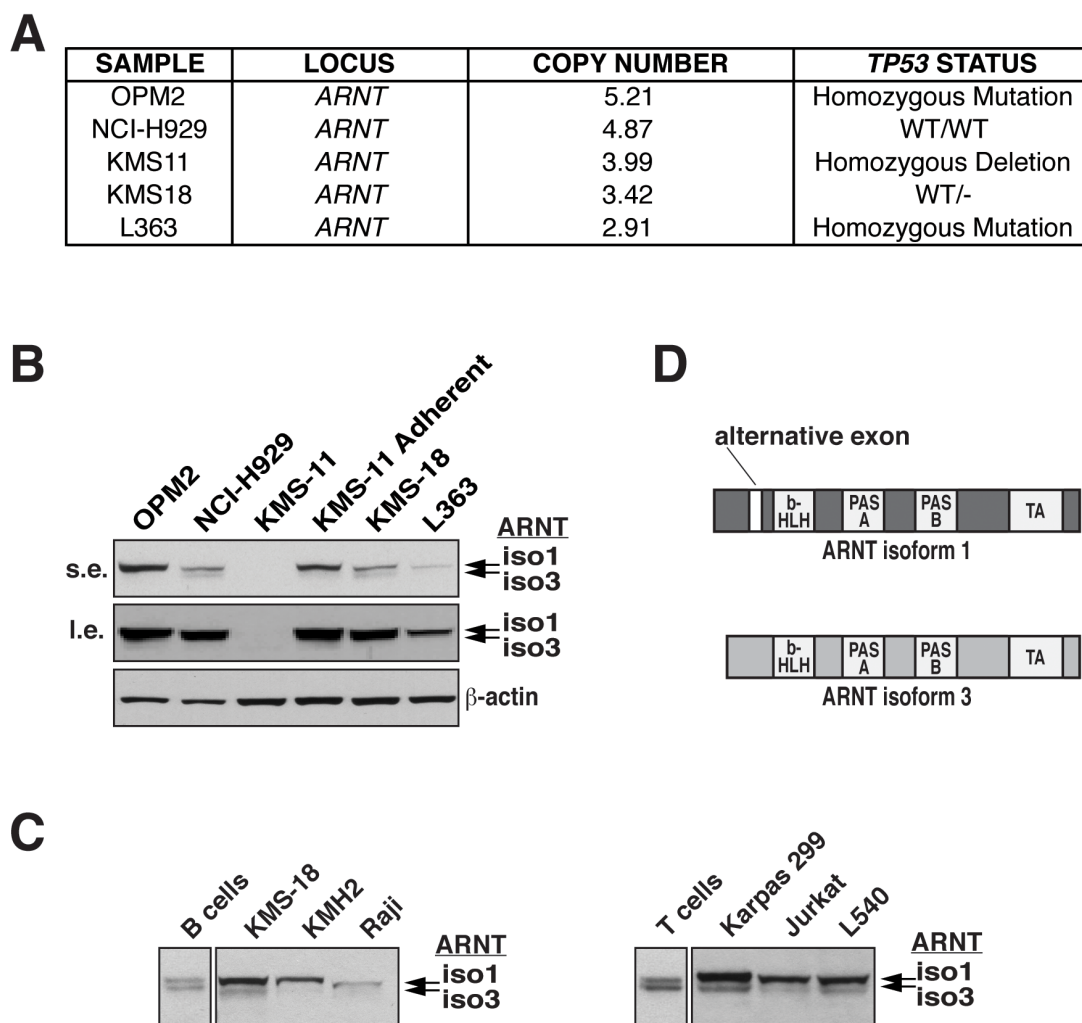 A
SAMPLE LOCUS COPY NUMBER TP53 STATUS
OPM2 ARNT 5.21 Homozygous Mutation
NCI-H929 ARNT 4.87 WT/WT
KMS11 ARNT 3.99 Homozygous Deletion
KMS18 ARNT 3.42 WT/-
L363 ARNT 2.91 Homozygous Mutation
B
OPM2
NCI-H929
KMS-11
KMS-11 Adherent
KMS-18
L363
ARNT
s.e.
iso1
iso3
l.e.
iso1
iso3
β-actin
D
alternative exon
b-
HLH
PAS
A
PAS
B
TA
ARNT isoform 1
b-
HLH
PAS
A
PAS
B
TA
ARNT isoform 3
C
B cells
KMS-18
KMH2
Raji
ARNT
iso1
iso3
T cells
Karpas 299
Jurkat
L540
ARNT
iso1
iso3